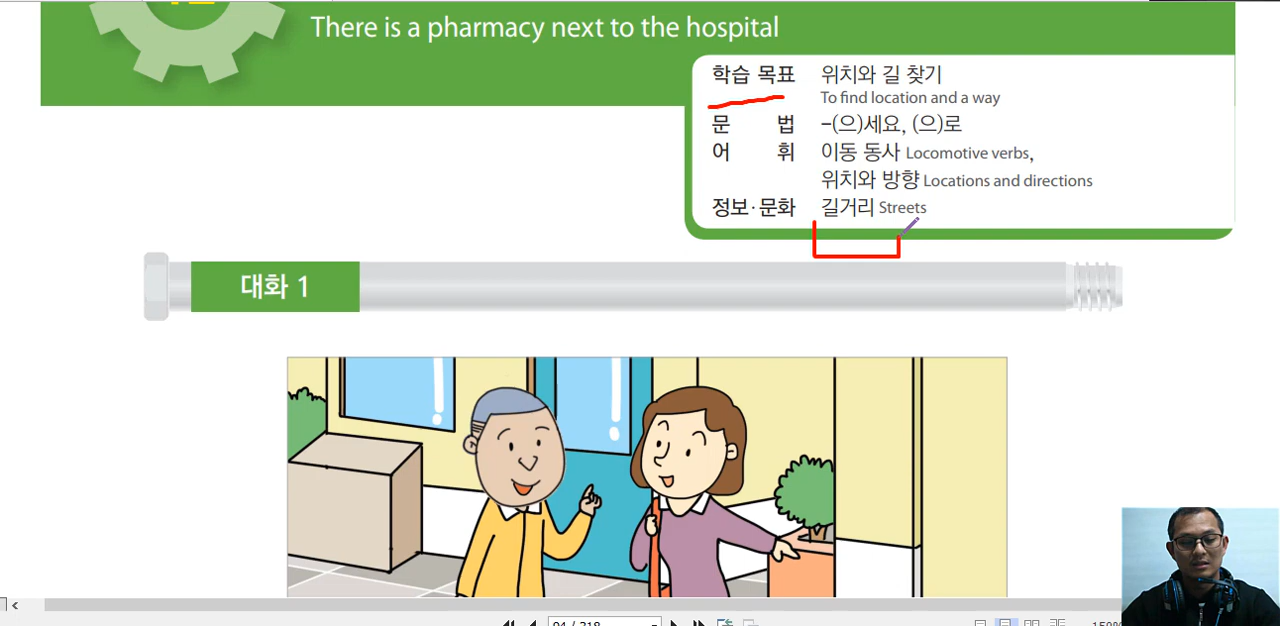 There is a pharmacy next to the hospital
학습 목표 위치와 길 찾기
To find location and a way
문 법 -(으)세요, (으)로
어 휘 이동 동사 Locomotive verbs,
위치와 방향 Locations and directions
정보·문화 길거리 Streets
대화 1